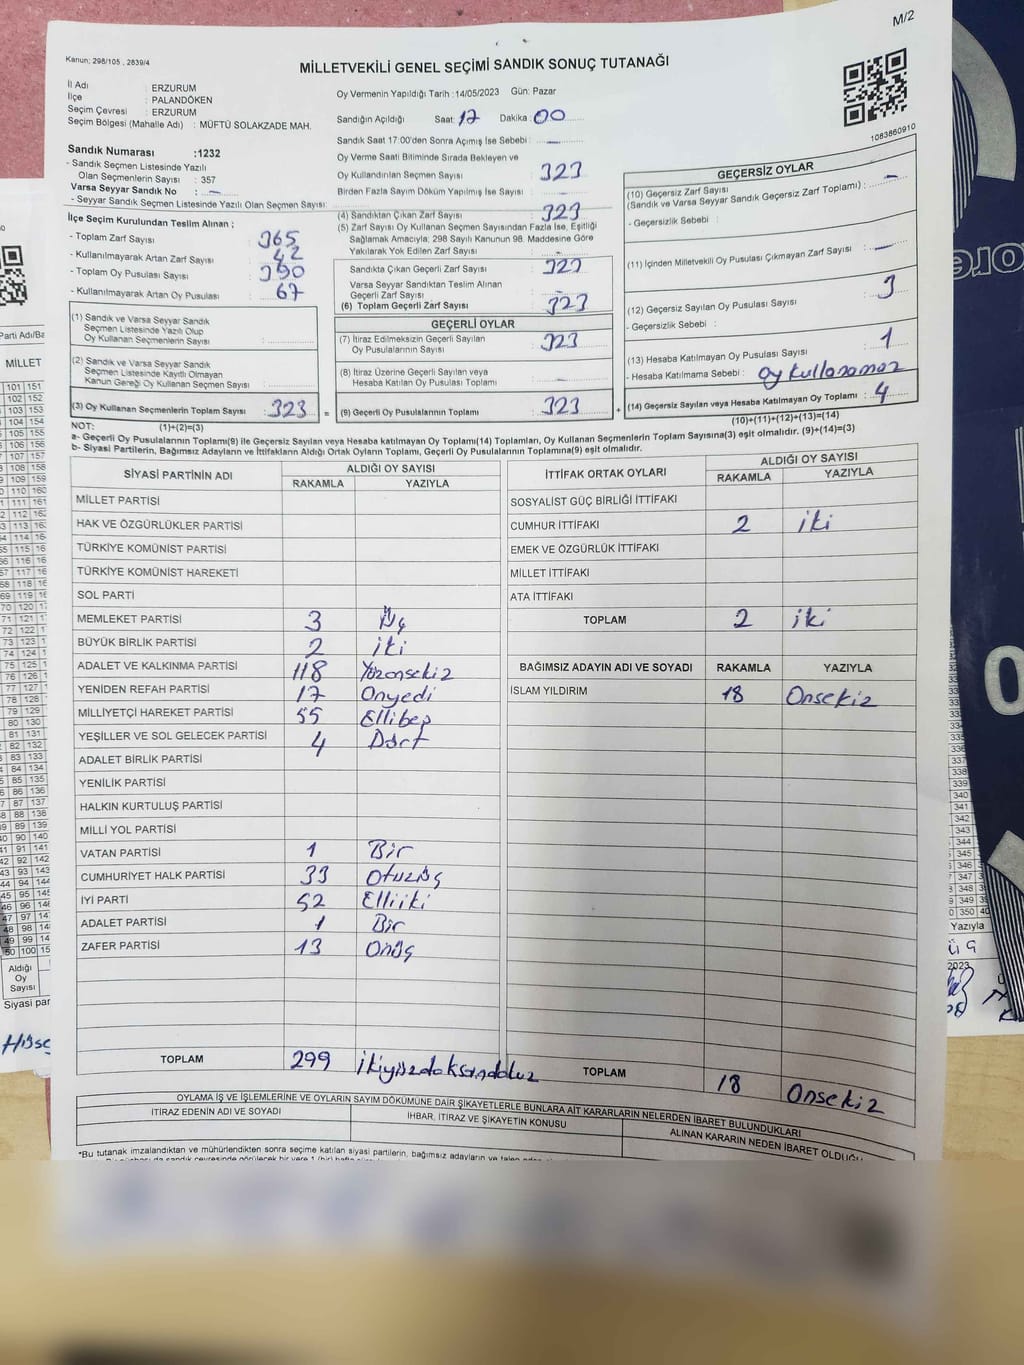 M/2
Kanun; 298/105 , 2839/4
MİLLETVEKİLİ GENEL SEÇİMİ SANDIK SONUÇ TUTANAĞI
İl Adı : ERZURUM
İlçe : PALANDÖKEN
Seçim Çevresi : ERZURUM
Seçim Bölgesi (Mahalle Adı) : MÜFTÜ SOLAKZADE MAH.
Oy Vermenin Yapıldığı Tarih :14/05/2023 Gün: Pazar
Sandığın Açıldığı Saat: 17 Dakika: 00
Sandık Saat 17:00'den Sonra Açımış İse Sebebi : —
Oy Verme Saati Bitiminde Sırada Bekleyen ve
Oy Kullandırılan Seçmen Sayısı : 323
Birden Fazla Sayım Döküm Yapılmış İse Sayısı : —
1083860910
Sandık Numarası :1232
- Sandık Seçmen Listesinde Yazılı
Olan Seçmenlerin Sayısı : 357
Varsa Seyyar Sandık No : —
- Seyyar Sandık Seçmen Listesinde Yazılı Olan Seçmen Sayısı:
İlçe Seçim Kurulundan Teslim Alınan ;
- Toplam Zarf Sayısı : 365
- Kullanılmayarak Artan Zarf Sayısı : 42
- Toplam Oy Pusulası Sayısı : 390
- Kullanılmayarak Artan Oy Pusulası : 67
(1) Sandık ve Varsa Seyyar Sandık
Seçmen Listesinde Yazılı Olup
Oy Kullanan Seçmenlerin Sayısı :
(2) Sandık ve Varsa Seyyar Sandık
Seçmen Listesinde Kayıtlı Olmayan
Kanun Gereği Oy Kullanan Seçmen Sayısı :
(3) Oy Kullanan Seçmenlerin Toplam Sayısı : 323
(4) Sandıktan Çıkan Zarf Sayısı : 323
(5) Zarf Sayısı Oy Kullanan Seçmen Sayısından Fazla İse, Eşitliği
Sağlamak Amacıyla; 298 Sayılı Kanunun 98. Maddesine Göre
Yakılarak Yok Edilen Zarf Sayısı : —
Sandıkta Çıkan Geçerli Zarf Sayısı : 323
Varsa Seyyar Sandıktan Teslim Alınan
Geçerli Zarf Sayısı :
(6) Toplam Geçerli Zarf Sayısı : 323
GEÇERLİ OYLAR
(7) İtiraz Edilmeksizin Geçerli Sayılan
Oy Pusulalarının Sayısı : 323
(8) İtiraz Üzerine Geçerli Sayılan veya
Hesaba Katılan Oy Pusulası Toplamı : —
= (9) Geçerli Oy Pusulalarının Toplamı : 323
GEÇERSİZ OYLAR
(10) Geçersiz Zarf Sayısı
(Sandık ve Varsa Seyyar Sandık Geçersiz Zarf Toplamı) : —
- Geçersizlik Sebebi :
(11) İçinden Milletvekili Oy Pusulası Çıkmayan Zarf Sayısı : —
(12) Geçersiz Sayılan Oy Pusulası Sayısı : 3
- Geçersizlik Sebebi :
(13) Hesaba Katılmayan Oy Pusulası Sayısı : 1
- Hesaba Katılmama Sebebi : oy kullanamaz
+ (14) Geçersiz Sayılan veya Hesaba Katılmayan Oy Toplamı : 4
NOT: (1)+(2)=(3) (10)+(11)+(12)+(13)=(14)
a- Geçerli Oy Pusulalarının Toplamı(9) ile Geçersiz Sayılan veya Hesaba katılmayan Oy Toplamı(14) Toplamları, Oy Kullanan Seçmenlerin Toplam Sayısına(3) eşit olmalıdır. (9)+(14)=(3)
b- Siyasi Partilerin, Bağımsız Adayların ve İttifakların Aldığı Ortak Oyların Toplamı, Geçerli Oy Pusulalarının Toplamına(9) eşit olmalıdır.
SİYASİ PARTİNİN ADI ALDIĞI OY SAYISI
RAKAMLA YAZIYLA
MİLLET PARTİSİ
HAK VE ÖZGÜRLÜKLER PARTİSİ
TÜRKİYE KOMÜNİST PARTİSİ
TÜRKİYE KOMÜNİST HAREKETİ
SOL PARTİ
MEMLEKET PARTİSİ 3 Üç
BÜYÜK BİRLİK PARTİSİ 2 iki
ADALET VE KALKINMA PARTİSİ 118 Yüzonsekiz
YENİDEN REFAH PARTİSİ 17 Onyedi
MİLLİYETÇİ HAREKET PARTİSİ 55 Ellibeş
YEŞİLLER VE SOL GELECEK PARTİSİ 4 Dört
ADALET BİRLİK PARTİSİ
YENİLİK PARTİSİ
HALKIN KURTULUŞ PARTİSİ
MİLLİ YOL PARTİSİ
VATAN PARTİSİ 1 Bir
CUMHURİYET HALK PARTİSİ 33 Otuzüç
İYİ PARTİ 52 Elliiki
ADALET PARTİSİ 1 Bir
ZAFER PARTİSİ 13 Onüç
TOPLAM 299 ikiyüzdoksandokuz
İTTİFAK ORTAK OYLARI ALDIĞI OY SAYISI
RAKAMLA YAZIYLA
SOSYALİST GÜÇ BİRLİĞİ İTTİFAKI
CUMHUR İTTİFAKI 2 iki
EMEK VE ÖZGÜRLÜK İTTİFAKI
MİLLET İTTİFAKI
ATA İTTİFAKI
TOPLAM 2 iki
BAĞIMSIZ ADAYIN ADI VE SOYADI RAKAMLA YAZIYLA
İSLAM YILDIRIM 18 Onsekiz
TOPLAM 18 Onsekiz
OYLAMA İŞ VE İŞLEMLERİNE VE OYLARIN SAYIM DÖKÜMÜNE DAİR ŞİKAYETLERLE BUNLARA AİT KARARLARIN NELERDEN İBARET BULUNDUKLARI
İTİRAZ EDENİN ADI VE SOYADI İHBAR, İTİRAZ VE ŞİKAYETİN KONUSU ALINAN KARARIN NEDEN İBARET OLDUĞU
*Bu tutanak imzalandıktan ve mühürlendikten sonra seçime katılan siyasi partilerin, bağımsız adayların ve